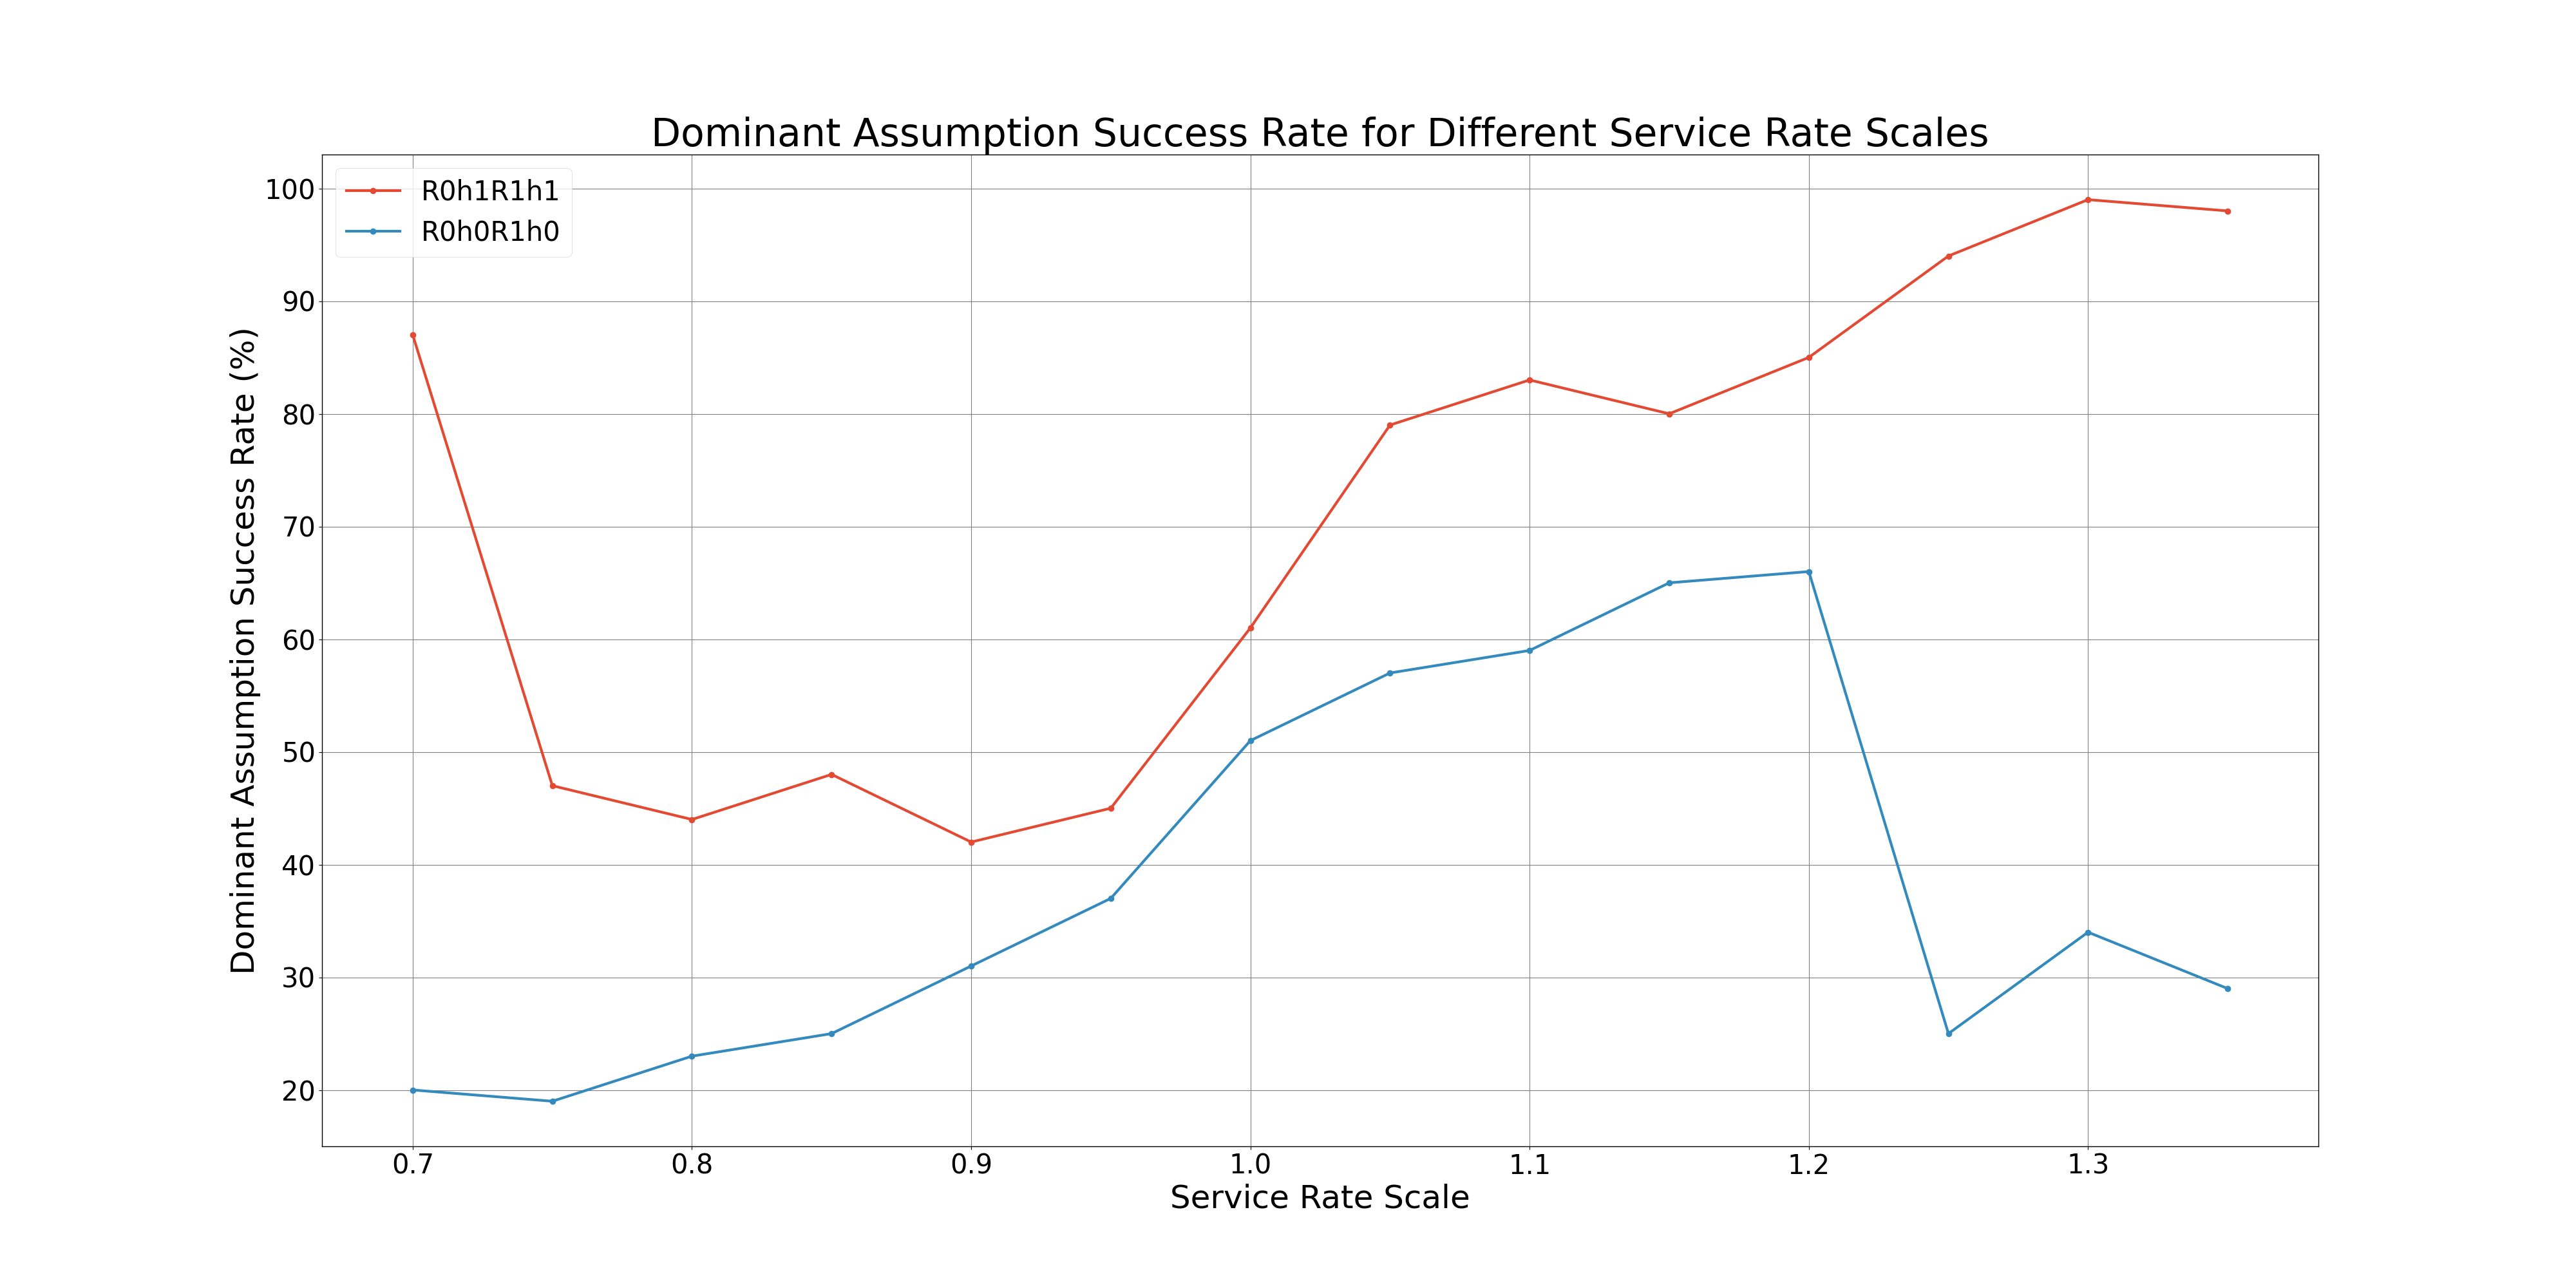 Dominant Assumption Success Rate for Different Service Rate Scales
R0h1R1h1
R0h0R1h0
Dominant Assumption Success Rate (%)
100
90
80
70
60
50
40
30
20
0.7 0.8 0.9 1.0 1.1 1.2 1.3
Service Rate Scale